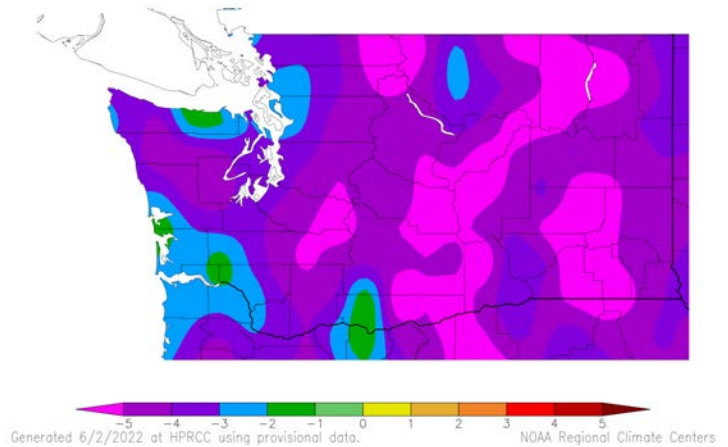 -5 -4 -3 -2 -1 0 1 2 3 4 5
Generated 6/2/2022 at HPRCC using provisional data. NOAA Regional Climate Centers